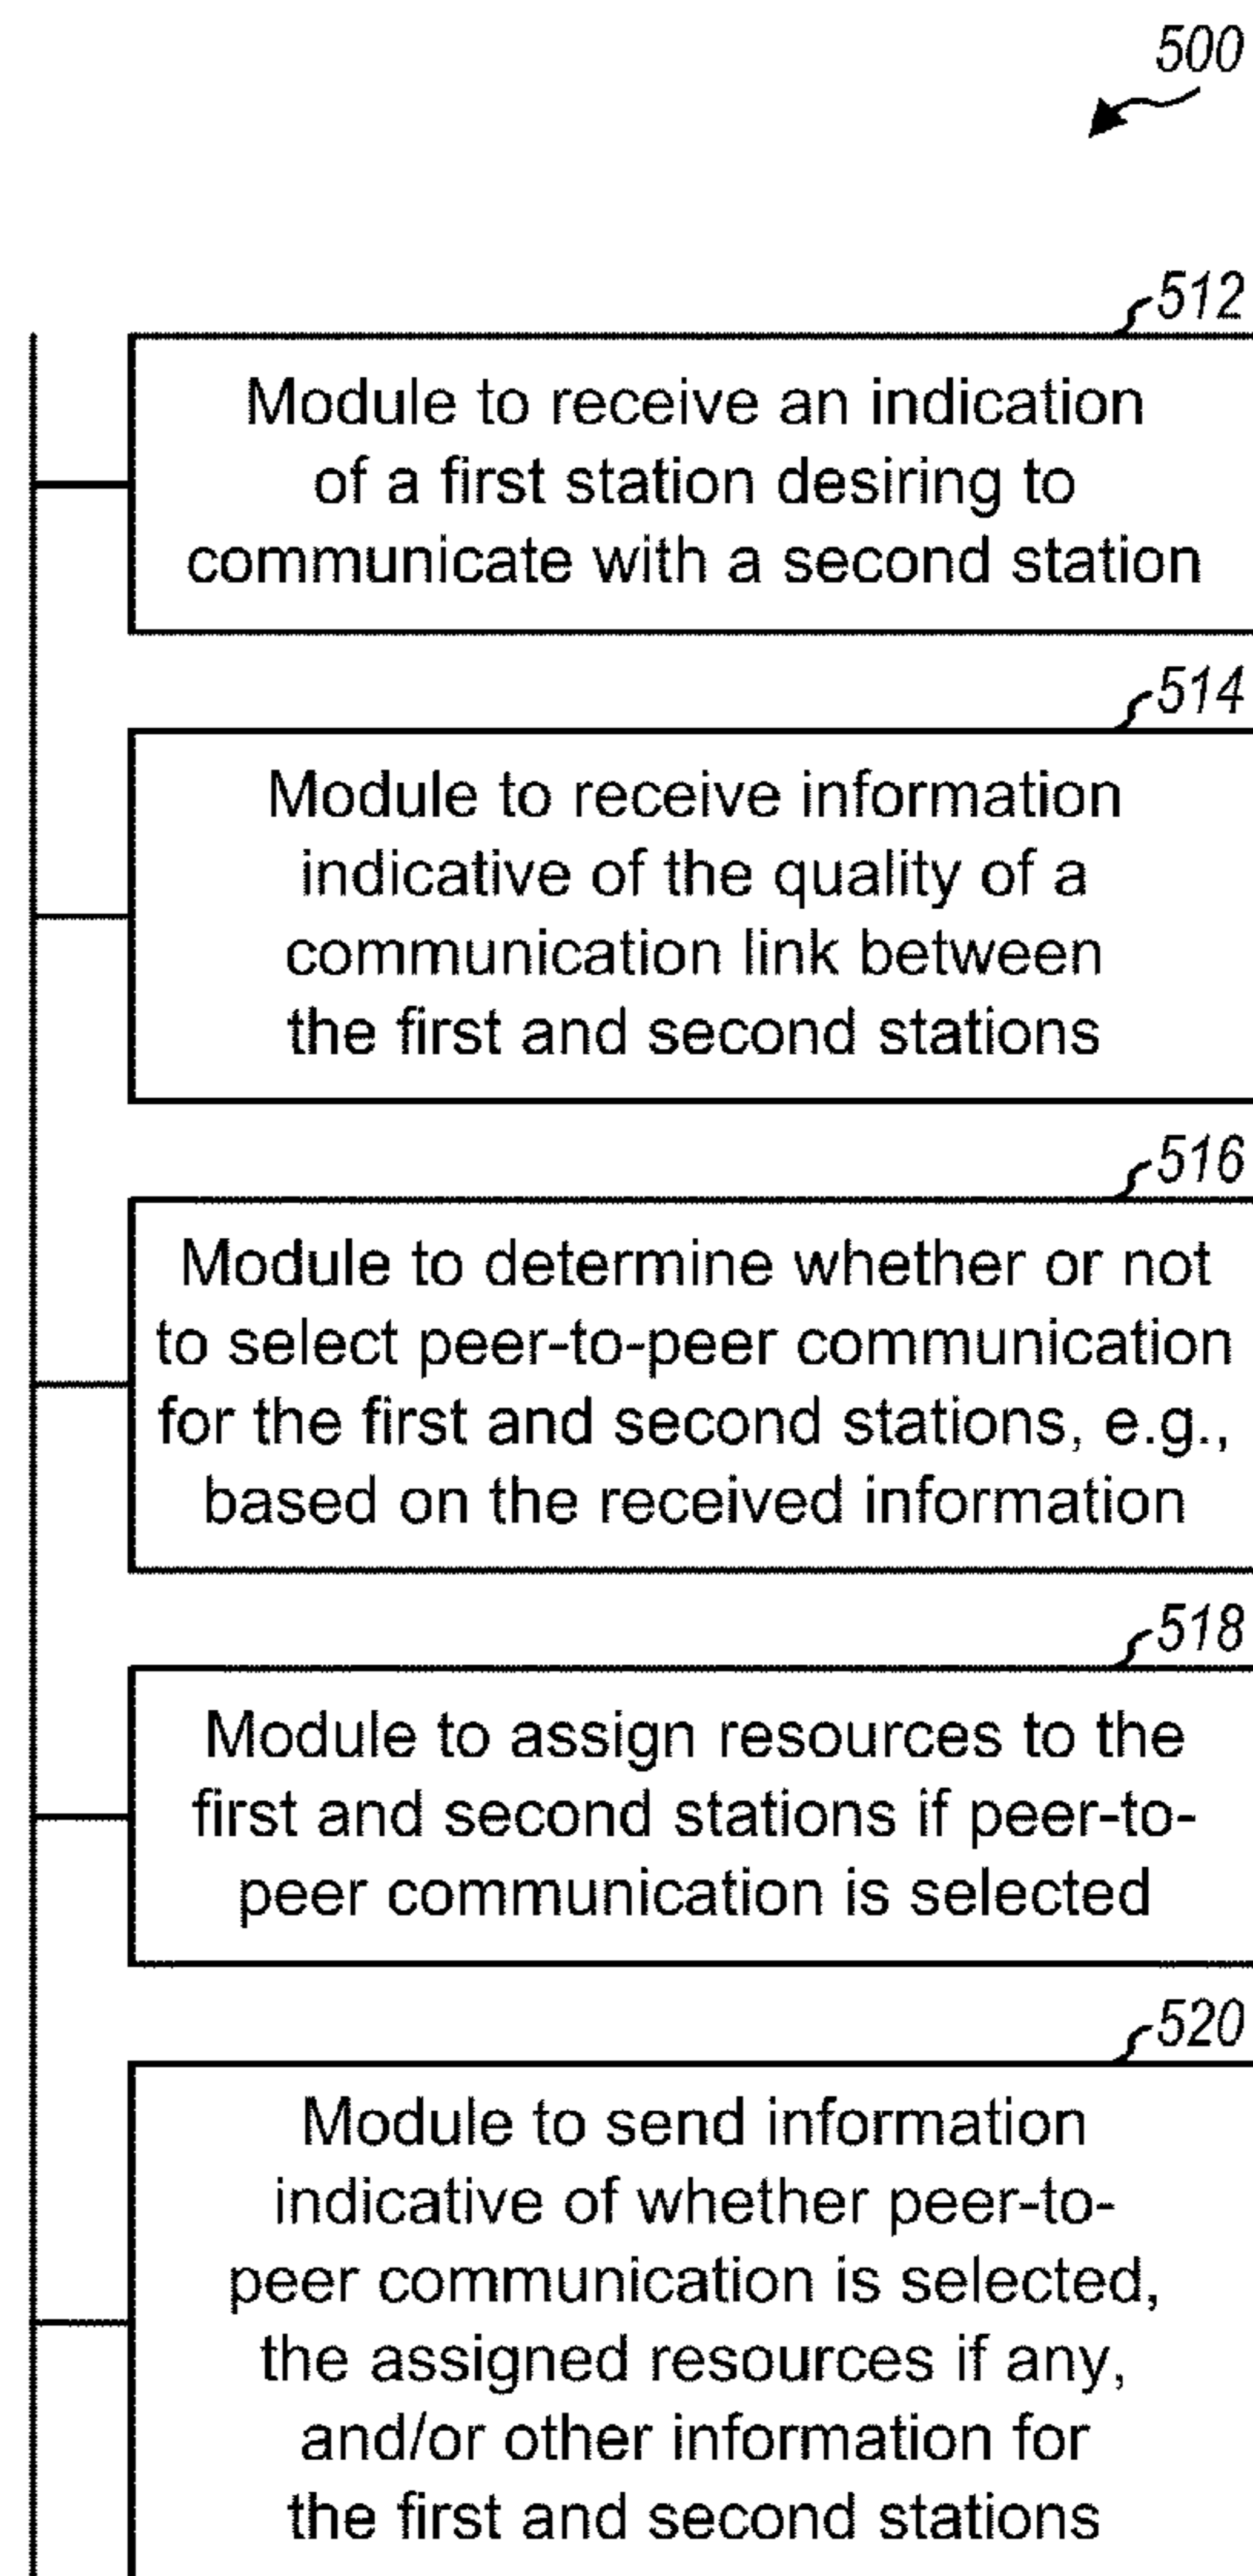 500
512
Module to receive an indication
of a first station desiring to
communicate with a second station
514
Module to receive information
indicative of the quality of a
communication link between
the first and second stations
516
Module to determine whether or not
to select peer-to-peer communication
for the first and second stations, e.g.,
based on the received information
518
Module to assign resources to the
first and second stations if peer-to-
peer communication is selected
520
Module to send information
indicative of whether peer-to-
peer communication is selected,
the assigned resources if any,
and/or other information for
the first and second stations